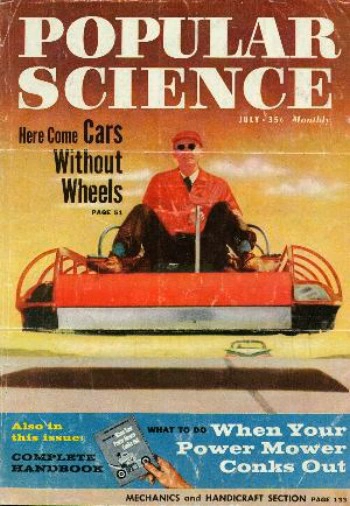 POPULAR
SCIENCE
JULY • 35¢ Monthly
Here Come Cars
Without
Wheels
PAGE 51
Also in
this issue:
COMPLETE
HANDBOOK
WHAT TO DO When Your
Power Mower
Conks Out
MECHANICS and HANDICRAFT SECTION PAGE 133